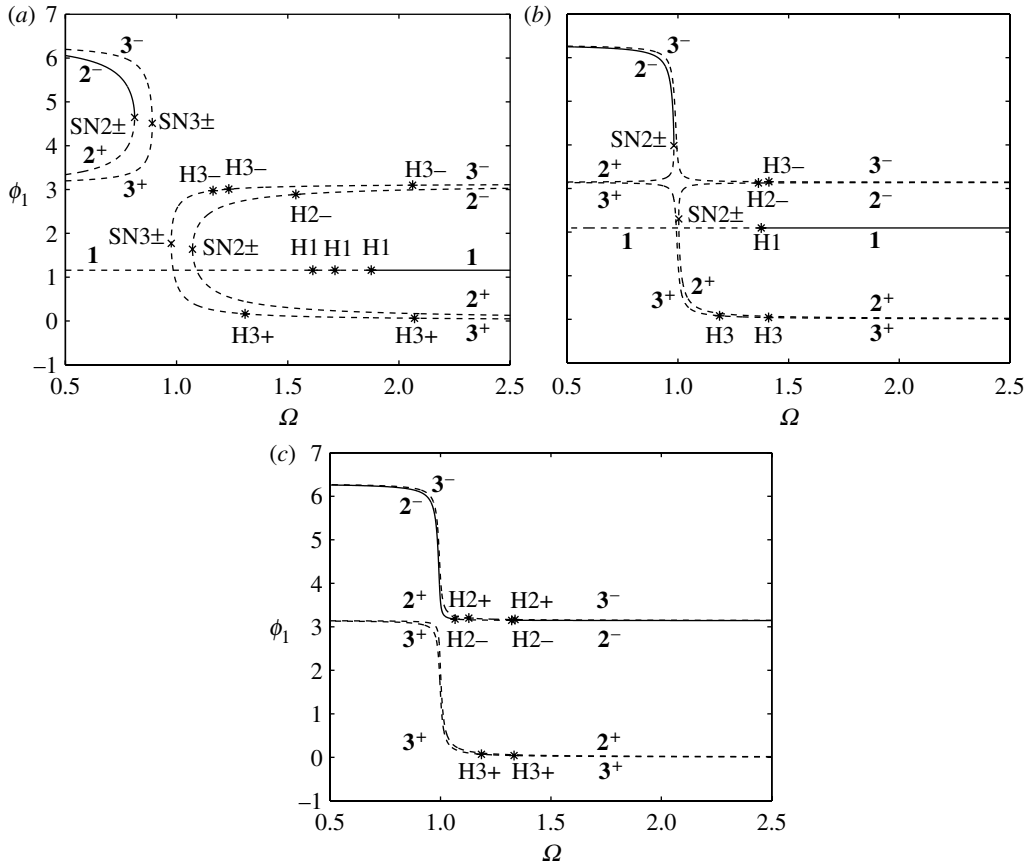 (a)
7
6
5
4
3
2
1
0
−1
ϕ1
3−
2−
SN2±
SN3±
2+
3+
H3−
H3−
H3−
3−
2−
H2−
SN3±
SN2±
1
H1
H1
H1
1
2+
3+
H3+
H3+
0.5
1.0
1.5
2.0
2.5
Ω
(b)
3−
2−
SN2±
2+
3+
H3−
H2−
3−
2−
SN2±
1
H1
1
2+
3+
2+
3+
H3
H3
0.5
1.0
1.5
2.0
2.5
Ω
(c)
7
6
5
4
3
2
1
0
−1
ϕ1
3−
2−
2+
3+
H2+
H2+
H2−
H2−
3−
2−
3+
2+
3+
H3+
H3+
0.5
1.0
1.5
2.0
2.5
Ω